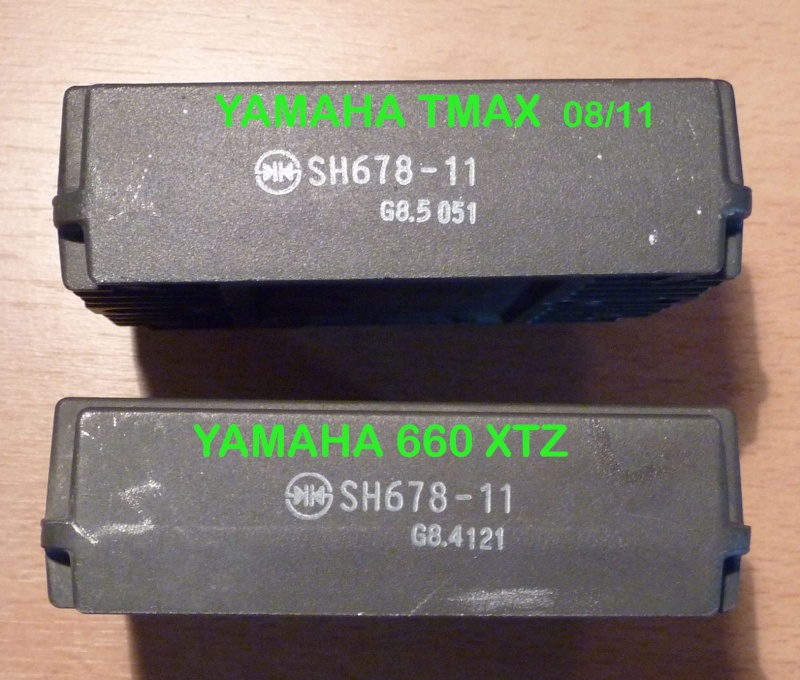 YAMAHA TMAX 08/11
SH678-11
G8.5 051
YAMAHA 660 XTZ
SH678-11
G8.4121